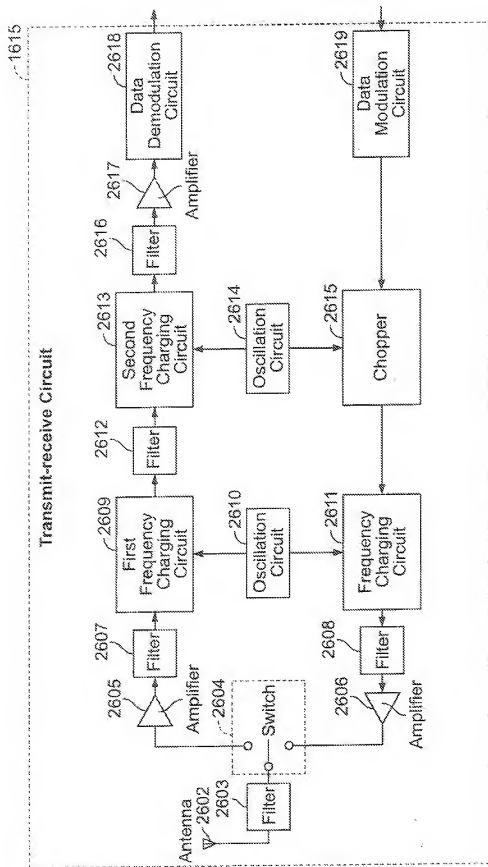 1615
Transmit-receive Circuit
Antenna
2602
2603
Filter
2604
Switch
2605
Amplifier
2607
Filter
2609
First
Frequency
Charging
Circuit
2612
Filter
2613
Second
Frequency
Charging
Circuit
2616
Filter
2617
Amplifier
2618
Data
Demodulation
Circuit
2610
Oscillation
Circuit
2614
Oscillation
Circuit
2606
Amplifier
2608
Filter
2611
Frequency
Charging
Circuit
2615
Chopper
2619
Data
Modulation
Circuit